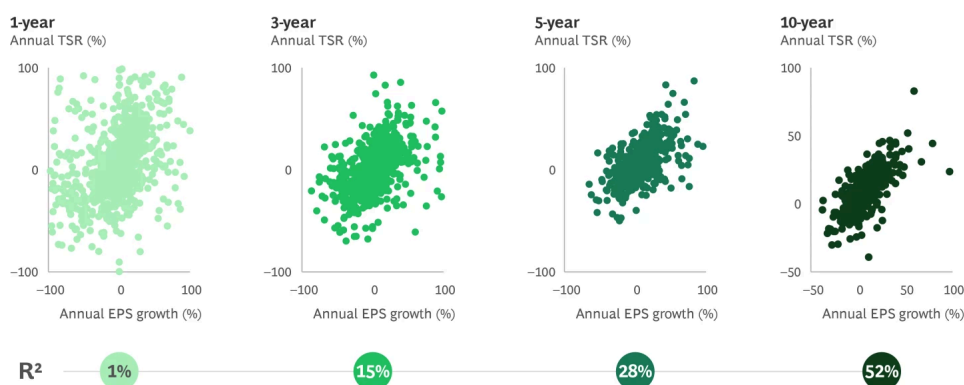 1-year
Annual TSR (%)
100
0
−100
−100 0 100
Annual EPS growth (%)
3-year
Annual TSR (%)
100
0
−100
−100 0 100
Annual EPS growth (%)
5-year
Annual TSR (%)
100
0
−100
−100 0 100
Annual EPS growth (%)
10-year
Annual TSR (%)
100
50
0
−50
−50 0 50 100
Annual EPS growth (%)
R² 1% 15% 28% 52%